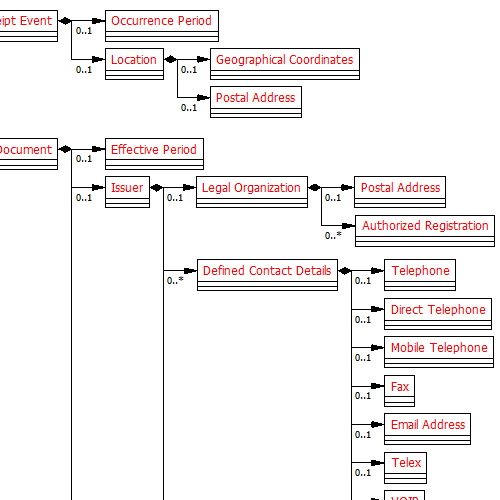 ipt Event
Occurrence Period
0..1
Location
0..1
Geographical Coordinates
0..1
Postal Address
0..1
Document
Effective Period
0..1
Issuer
0..1
Legal Organization
0..1
Postal Address
0..1
Authorized Registration
0..*
Defined Contact Details
0..*
Telephone
0..1
Direct Telephone
0..1
Mobile Telephone
0..1
Fax
0..1
Email Address
0..1
Telex
0..1